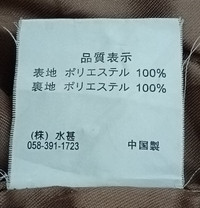 品質表示
表地 ポリエステル 100%
裏地 ポリエステル 100%
(株) 水甚
058-391-1723 中国製